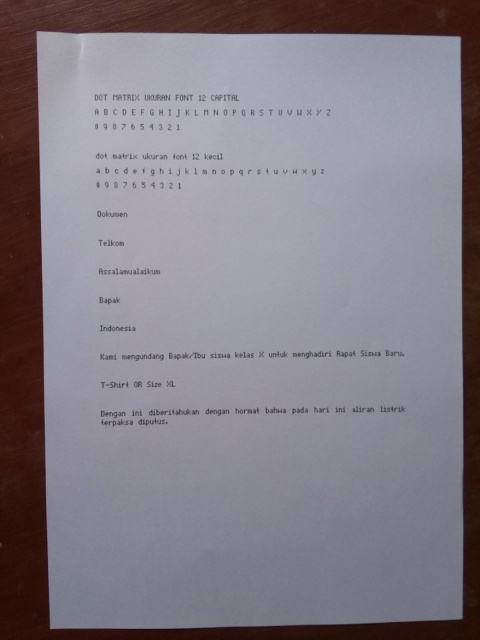 DOT MATRIX UKURAN FONT 12 CAPITAL
A B C D E F G H I J K L M N O P Q R S T U V W X Y Z
0 9 8 7 6 5 4 3 2 1
dot matrix ukuran font 12 kecil
a b c d e f g h i j k l m n o p q r s t u v w x y z
0 9 8 7 6 5 4 3 2 1
Dokumen
Telkom
Assalamualaikum
Bapak
Indonesia
Kami mengundang Bapak/Ibu siswa kelas X untuk menghadiri Rapat Siswa Baru.
T-Shirt OR Size XL
Dengan ini diberitahukan dengan hormat bahwa pada hari ini aliran listrik
terpaksa diputus.